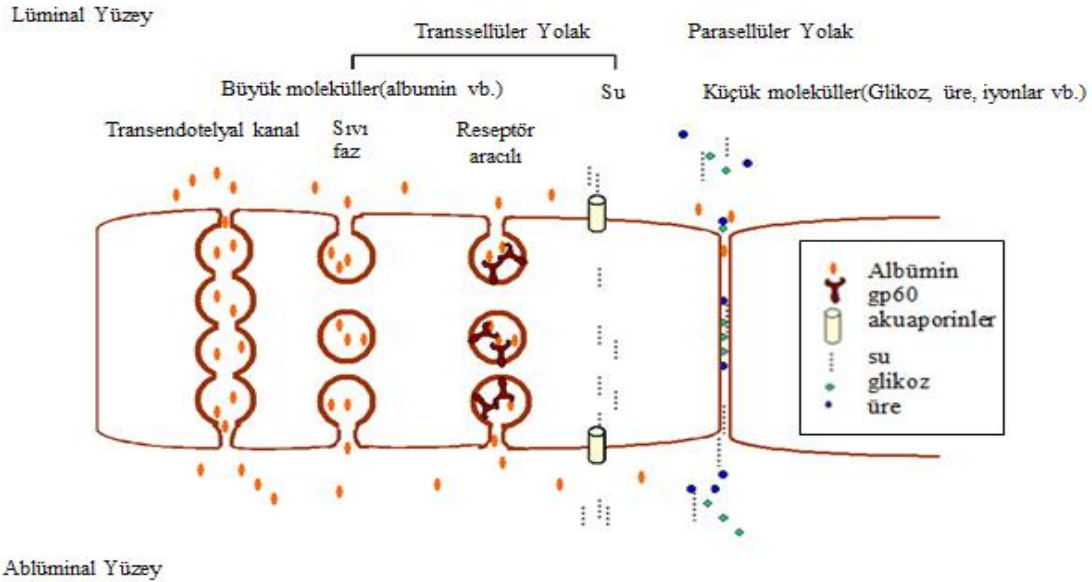 Lüminal Yüzey
Transsellüler Yolak
Parasellüler Yolak
Büyük moleküller(albumin vb.)
Su
Küçük moleküller(Glikoz, üre, iyonlar vb.)
Transendotelyal kanal
Sıvı
faz
Reseptör
aracılı
Albümin
gp60
akuaporinler
su
glikoz
üre
Ablüminal Yüzey